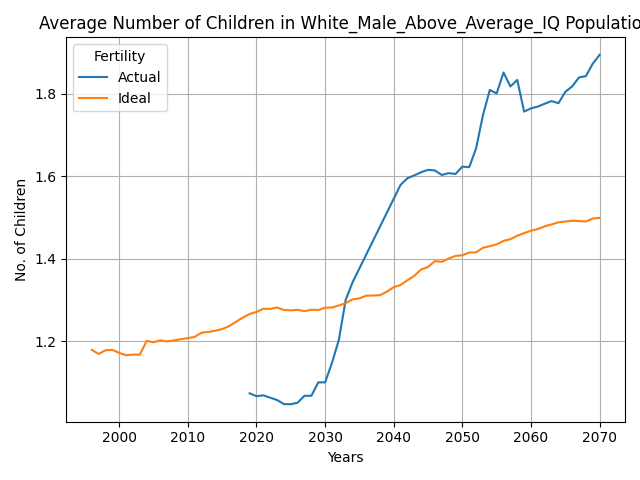 Average Number of Children in White_Male_Above_Average_IQ Populatio
Fertility
Actual
Ideal
No. of Children
1.8
1.6
1.4
1.2
2000 2010 2020 2030 2040 2050 2060 2070
Years